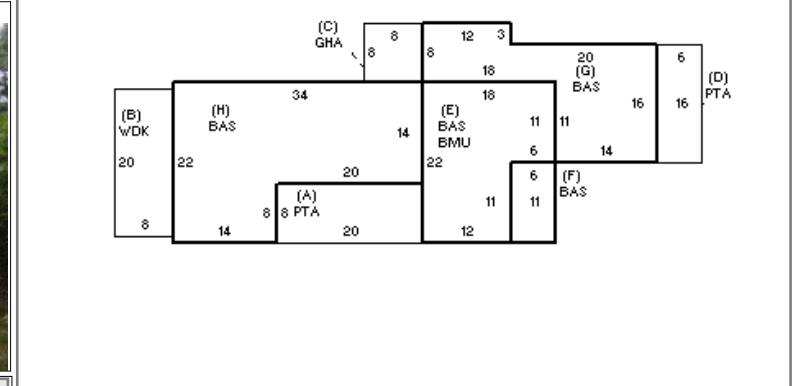 (C)
GHA
8
8
12
3
8
18
20
(G)
BAS
6
(D)
PTA
16
16
11
14
(B)
WDK
20
8
34
(H)
BAS
22
14
20
14
8
(A)
8 PTA
20
18
(E)
BAS
BMU
11
6
22
11
12
6
11
(F)
BAS